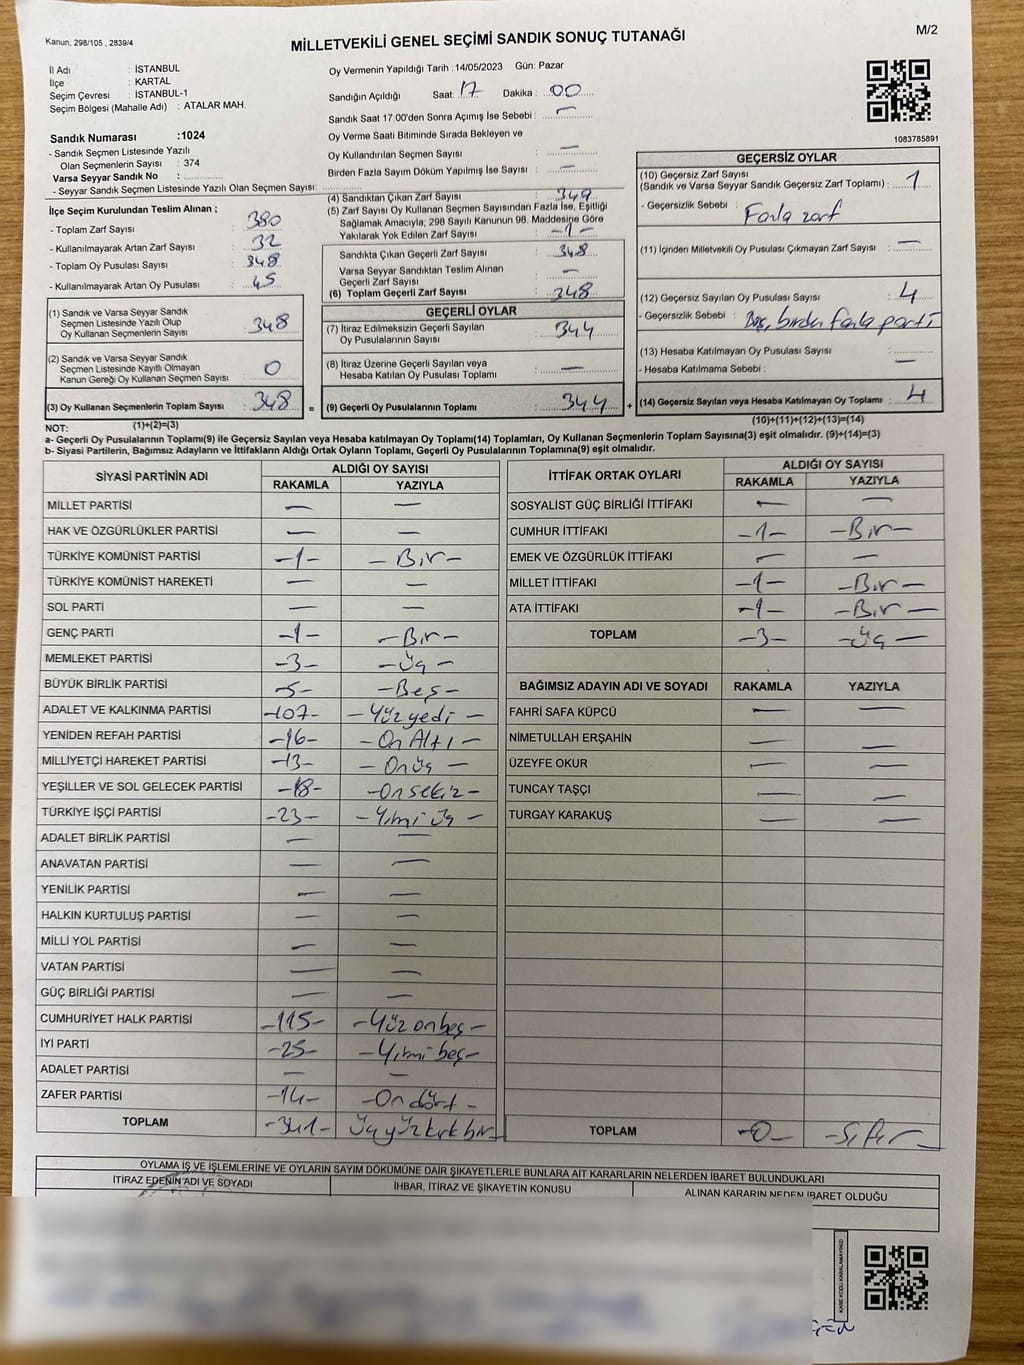 Kanun; 298/105 , 2839/4
MİLLETVEKİLİ GENEL SEÇİMİ SANDIK SONUÇ TUTANAĞI
M/2
İl Adı : İSTANBUL
İlçe : KARTAL
Seçim Çevresi : İSTANBUL-1
Seçim Bölgesi (Mahalle Adı) : ATALAR MAH.
Oy Vermenin Yapıldığı Tarih :14/05/2023 Gün: Pazar
Sandığın Açıldığı Saat: 17 Dakika : 00
Sandık Saat 17:00'den Sonra Açımış İse Sebebi : —
Oy Verme Saati Bitiminde Sırada Bekleyen ve
Oy Kullandırılan Seçmen Sayısı : —
Birden Fazla Sayım Döküm Yapılmış İse Sayısı : —
1083785891
Sandık Numarası :1024
- Sandık Seçmen Listesinde Yazılı
Olan Seçmenlerin Sayısı : 374
Varsa Seyyar Sandık No :
- Seyyar Sandık Seçmen Listesinde Yazılı Olan Seçmen Sayısı:
İlçe Seçim Kurulundan Teslim Alınan ;
- Toplam Zarf Sayısı : 380
- Kullanılmayarak Artan Zarf Sayısı : 32
- Toplam Oy Pusulası Sayısı : 348
- Kullanılmayarak Artan Oy Pusulası : 45
(1) Sandık ve Varsa Seyyar Sandık
Seçmen Listesinde Yazılı Olup
Oy Kullanan Seçmenlerin Sayısı : 348
(2) Sandık ve Varsa Seyyar Sandık
Seçmen Listesinde Kayıtlı Olmayan
Kanun Gereği Oy Kullanan Seçmen Sayısı : 0
(3) Oy Kullanan Seçmenlerin Toplam Sayısı : 348 =
(1)+(2)=(3)
(4) Sandıktan Çıkan Zarf Sayısı : 349
(5) Zarf Sayısı Oy Kullanan Seçmen Sayısından Fazla İse, Eşitliği
Sağlamak Amacıyla; 298 Sayılı Kanunun 98. Maddesine Göre
Yakılarak Yok Edilen Zarf Sayısı : -1-
Sandıkta Çıkan Geçerli Zarf Sayısı : 348
Varsa Seyyar Sandıktan Teslim Alınan
Geçerli Zarf Sayısı : —
(6) Toplam Geçerli Zarf Sayısı : 348
GEÇERLİ OYLAR
(7) İtiraz Edilmeksizin Geçerli Sayılan
Oy Pusulalarının Sayısı : 344
(8) İtiraz Üzerine Geçerli Sayılan veya
Hesaba Katılan Oy Pusulası Toplamı : —
(9) Geçerli Oy Pusulalarının Toplamı : 344 +
GEÇERSİZ OYLAR
(10) Geçersiz Zarf Sayısı
(Sandık ve Varsa Seyyar Sandık Geçersiz Zarf Toplamı) : 1
- Geçersizlik Sebebi : Fazla zarf
(11) İçinden Milletvekili Oy Pusulası Çıkmayan Zarf Sayısı : —
(12) Geçersiz Sayılan Oy Pusulası Sayısı : 4
- Geçersizlik Sebebi : Boş, birden fazla parti
(13) Hesaba Katılmayan Oy Pusulası Sayısı : —
- Hesaba Katılmama Sebebi :
(14) Geçersiz Sayılan veya Hesaba Katılmayan Oy Toplamı : 4
(10)+(11)+(12)+(13)=(14)
NOT:
a- Geçerli Oy Pusulalarının Toplamı(9) ile Geçersiz Sayılan veya Hesaba katılmayan Oy Toplamı(14) Toplamları, Oy Kullanan Seçmenlerin Toplam Sayısına(3) eşit olmalıdır. (9)+(14)=(3)
b- Siyasi Partilerin, Bağımsız Adayların ve İttifakların Aldığı Ortak Oyların Toplamı, Geçerli Oy Pusulalarının Toplamına(9) eşit olmalıdır.
SİYASİ PARTİNİN ADI ALDIĞI OY SAYISI
RAKAMLA YAZIYLA
MİLLET PARTİSİ — —
HAK VE ÖZGÜRLÜKLER PARTİSİ — —
TÜRKİYE KOMÜNİST PARTİSİ -1- -Bir-
TÜRKİYE KOMÜNİST HAREKETİ — —
SOL PARTİ — —
GENÇ PARTİ -1- -Bir-
MEMLEKET PARTİSİ -3- -Üç-
BÜYÜK BİRLİK PARTİSİ -5- -Beş-
ADALET VE KALKINMA PARTİSİ -107- -Yüzyedi-
YENİDEN REFAH PARTİSİ -16- -On Altı-
MİLLİYETÇİ HAREKET PARTİSİ -13- -Onüç-
YEŞİLLER VE SOL GELECEK PARTİSİ -18- -Onsekiz-
TÜRKİYE İŞÇİ PARTİSİ -23- -Yirmi üç-
ADALET BİRLİK PARTİSİ — —
ANAVATAN PARTİSİ — —
YENİLİK PARTİSİ — —
HALKIN KURTULUŞ PARTİSİ — —
MİLLİ YOL PARTİSİ — —
VATAN PARTİSİ — —
GÜÇ BİRLİĞİ PARTİSİ — —
CUMHURİYET HALK PARTİSİ -115- -Yüz onbeş-
İYİ PARTİ -25- -Yirmi beş-
ADALET PARTİSİ — —
ZAFER PARTİSİ -14- -On dört-
TOPLAM -341- Üçyüzkırkbir-
İTTİFAK ORTAK OYLARI ALDIĞI OY SAYISI
RAKAMLA YAZIYLA
SOSYALİST GÜÇ BİRLİĞİ İTTİFAKI — —
CUMHUR İTTİFAKI -1- -Bir-
EMEK VE ÖZGÜRLÜK İTTİFAKI — —
MİLLET İTTİFAKI -1- -Bir-
ATA İTTİFAKI -1- -Bir-
TOPLAM -3- -Üç-
BAĞIMSIZ ADAYIN ADI VE SOYADI RAKAMLA YAZIYLA
FAHRİ SAFA KÜPCÜ — —
NİMETULLAH ERŞAHİN — —
ÜZEYFE OKUR — —
TUNCAY TAŞÇI — —
TURGAY KARAKUŞ — —
TOPLAM -0- -Sıfır-
OYLAMA İŞ VE İŞLEMLERİNE VE OYLARIN SAYIM DÖKÜMÜNE DAİR ŞİKAYETLERLE BUNLARA AİT KARARLARIN NELERDEN İBARET BULUNDUKLARI
İTİRAZ EDENİN ADI VE SOYADI İHBAR, İTİRAZ VE ŞİKAYETİN KONUSU ALINAN KARARIN NEDEN İBARET OLDUĞU
KARE KODU KARALAMAYINIZ!